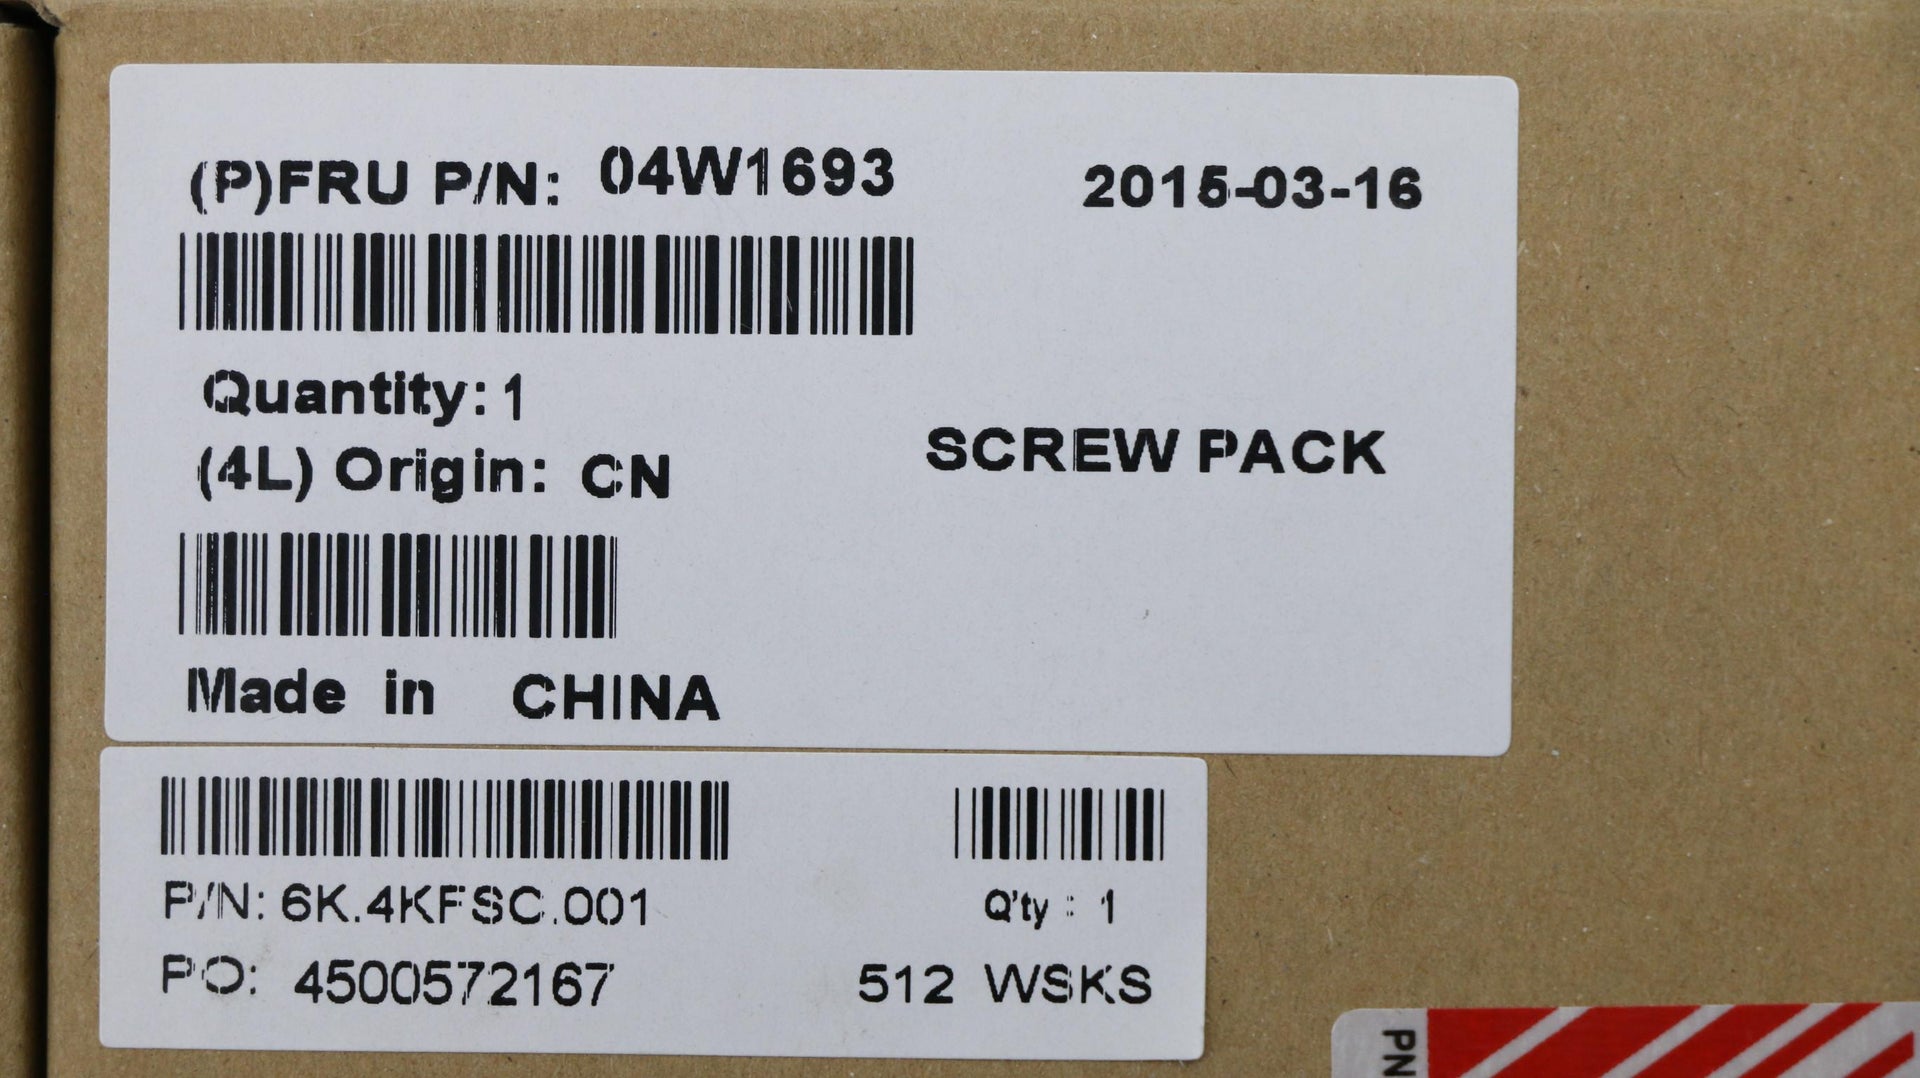 (P)FRU P/N: 04W1693
2015-03-16
Quantity: 1
(4L) Origin: CN
SCREW PACK
Made in CHINA
P/N: 6K.4KFSC.001
Q'ty : 1
PO: 4500572167
512 WSKS
PN